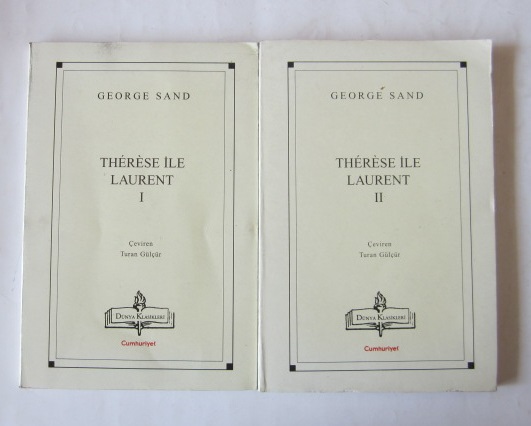 GEORGE SAND
THÉRÈSE İLE
LAURENT
I
Çeviren
Turan Gülçür
DÜNYA KLASİKLERİ
Cumhuriyet
GEORGE SAND
THÉRÈSE İLE
LAURENT
II
Çeviren
Turan Gülçür
DÜNYA KLASİKLERİ
Cumhuriyet